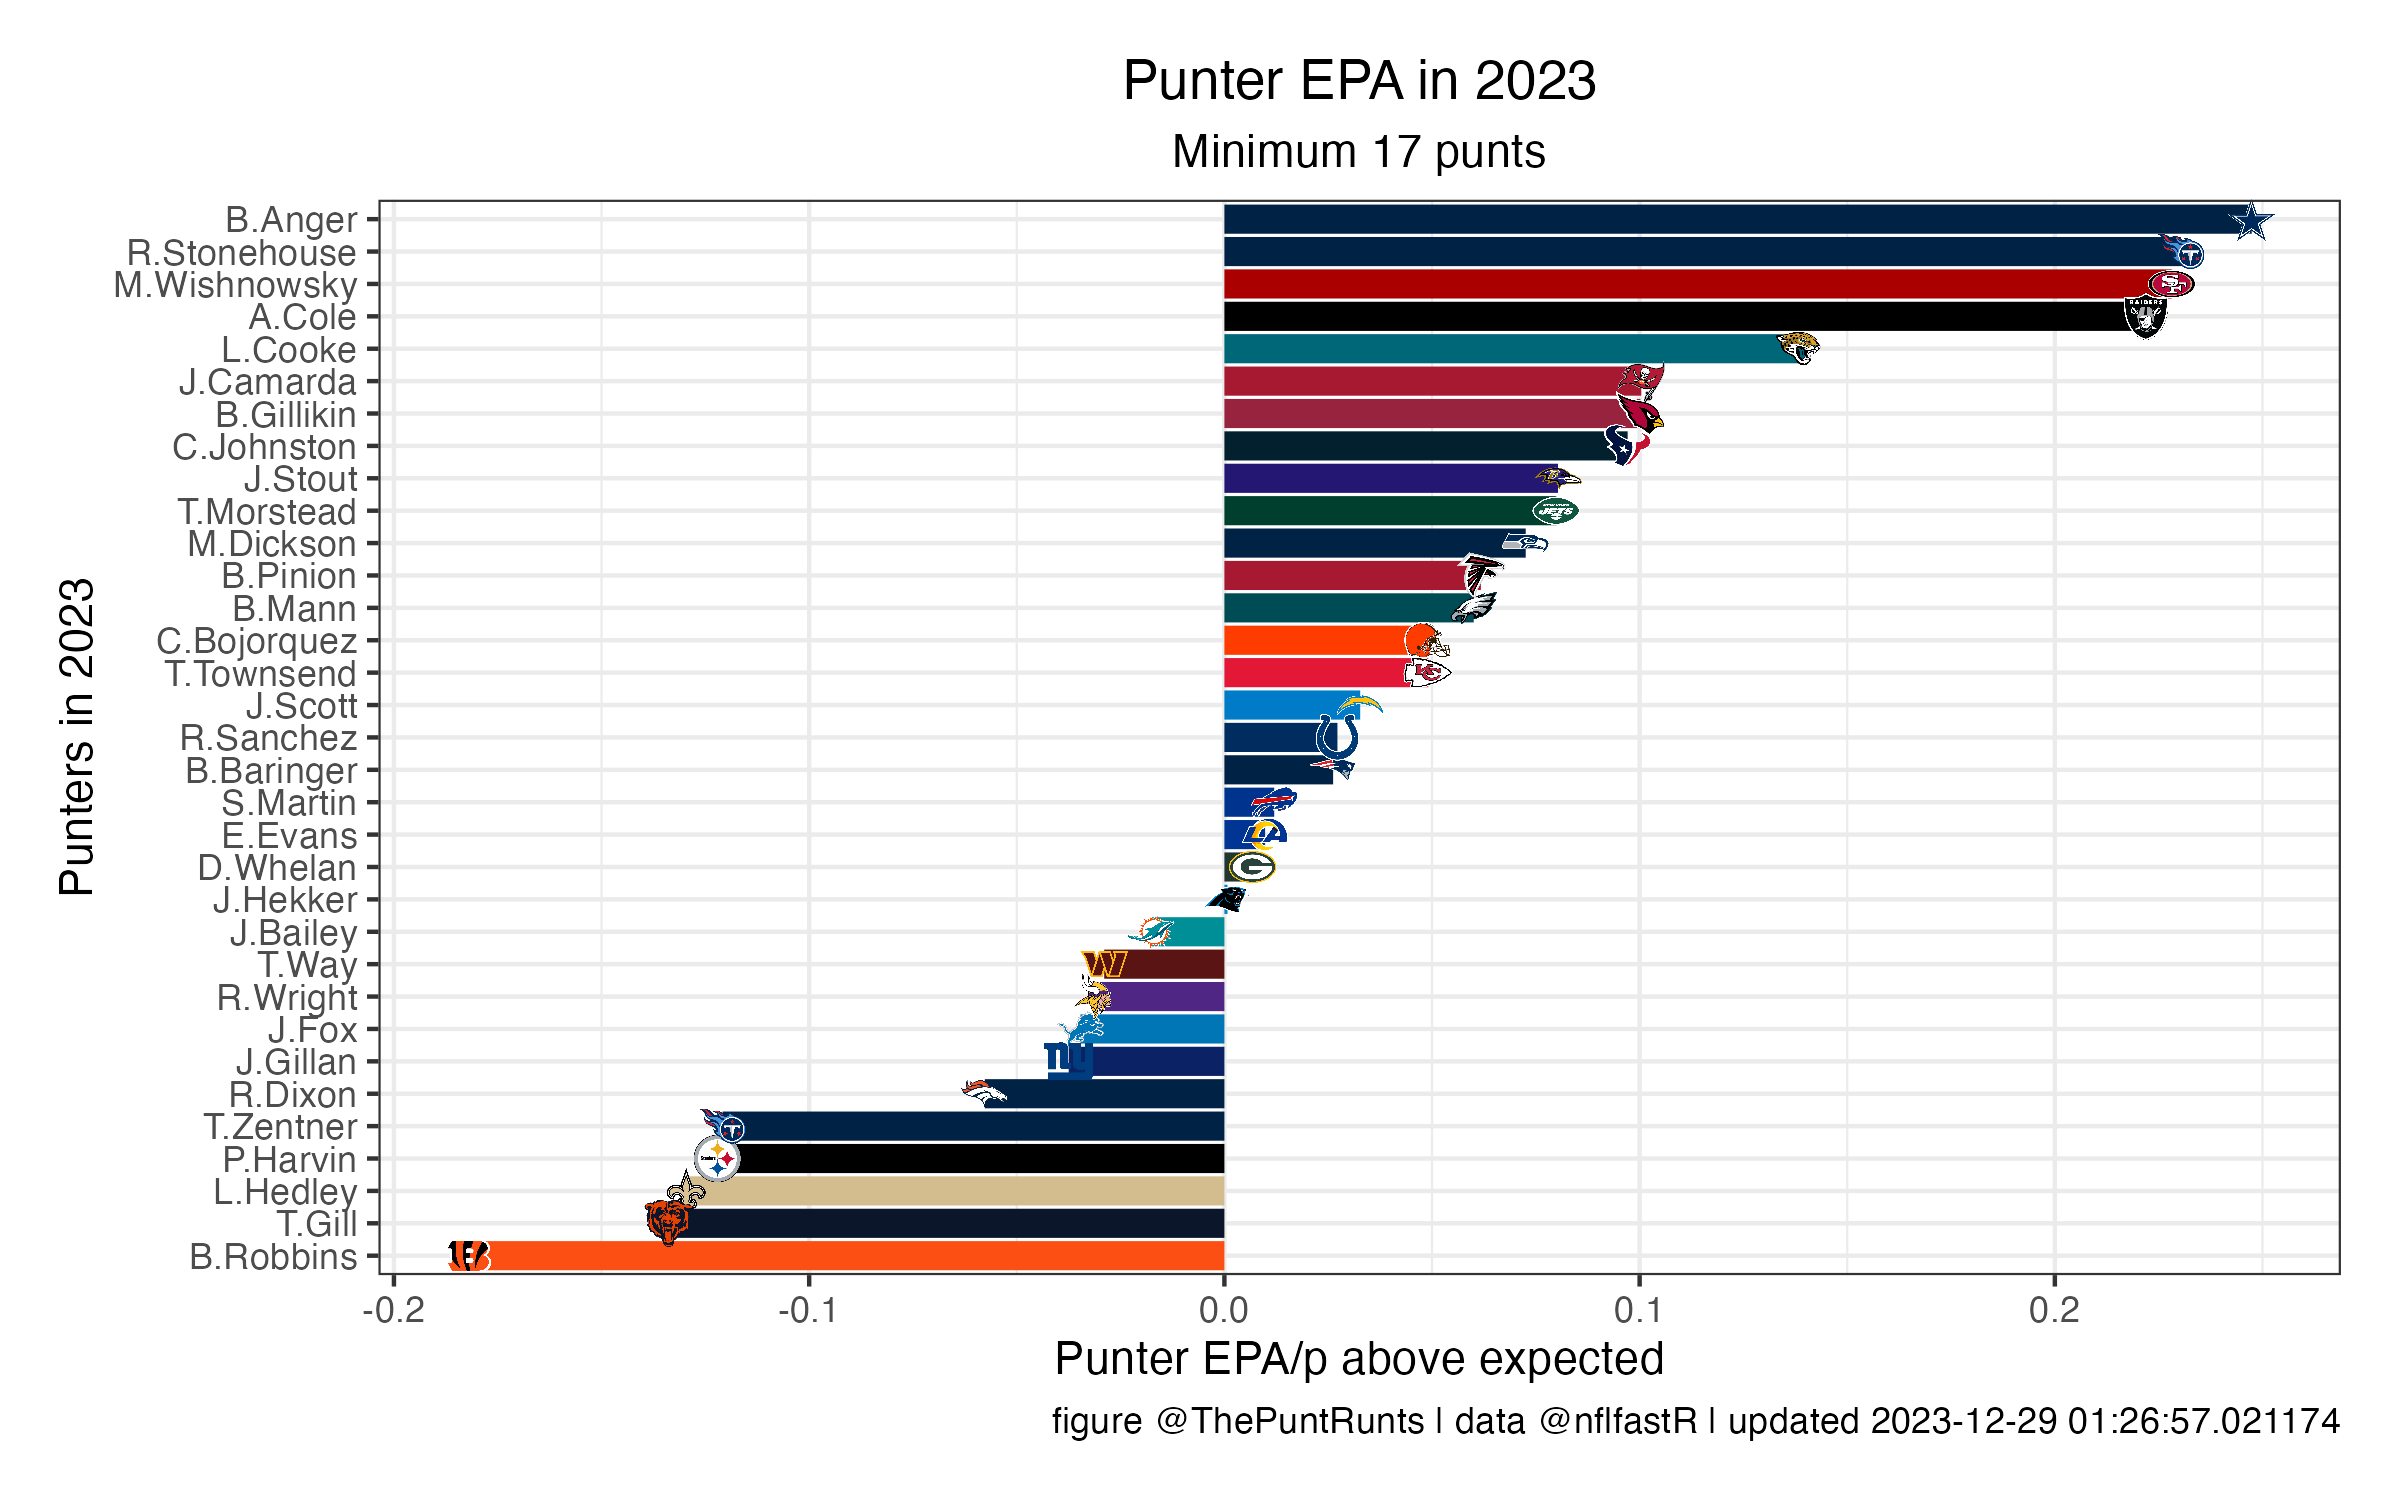 Punter EPA in 2023
Minimum 17 punts
Punters in 2023
B.Anger
R.Stonehouse
M.Wishnowsky
A.Cole
L.Cooke
J.Camarda
B.Gillikin
C.Johnston
J.Stout
T.Morstead
M.Dickson
B.Pinion
B.Mann
C.Bojorquez
T.Townsend
J.Scott
R.Sanchez
B.Baringer
S.Martin
E.Evans
D.Whelan
J.Hekker
J.Bailey
T.Way
R.Wright
J.Fox
J.Gillan
R.Dixon
T.Zentner
P.Harvin
L.Hedley
T.Gill
B.Robbins
RAIDERS
JETS
-0.2 -0.1 0.0 0.1 0.2
Punter EPA/p above expected
figure @ThePuntRunts | data @nflfastR | updated 2023-12-29 01:26:57.021174